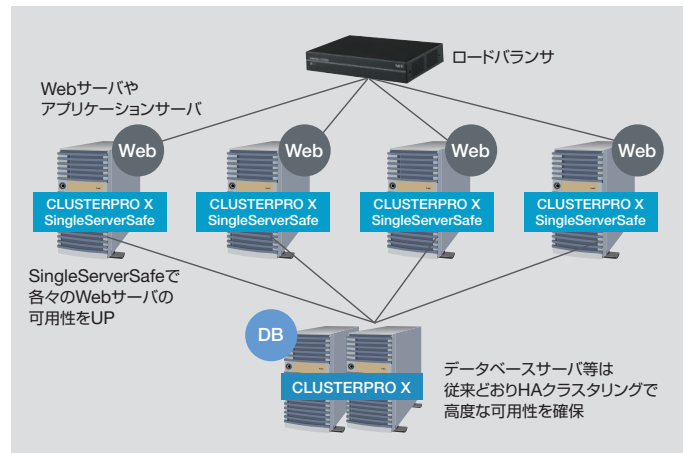 ロードバランサ
Webサーバや
アプリケーションサーバ
Web
Web
Web
Web
CLUSTERPRO X
SingleServerSafe
CLUSTERPRO X
SingleServerSafe
CLUSTERPRO X
SingleServerSafe
CLUSTERPRO X
SingleServerSafe
SingleServerSafeで
各々のWebサーバの
可用性をUP
DB
CLUSTERPRO X
データベースサーバ等は
従来どおりHAクラスタリングで
高度な可用性を確保